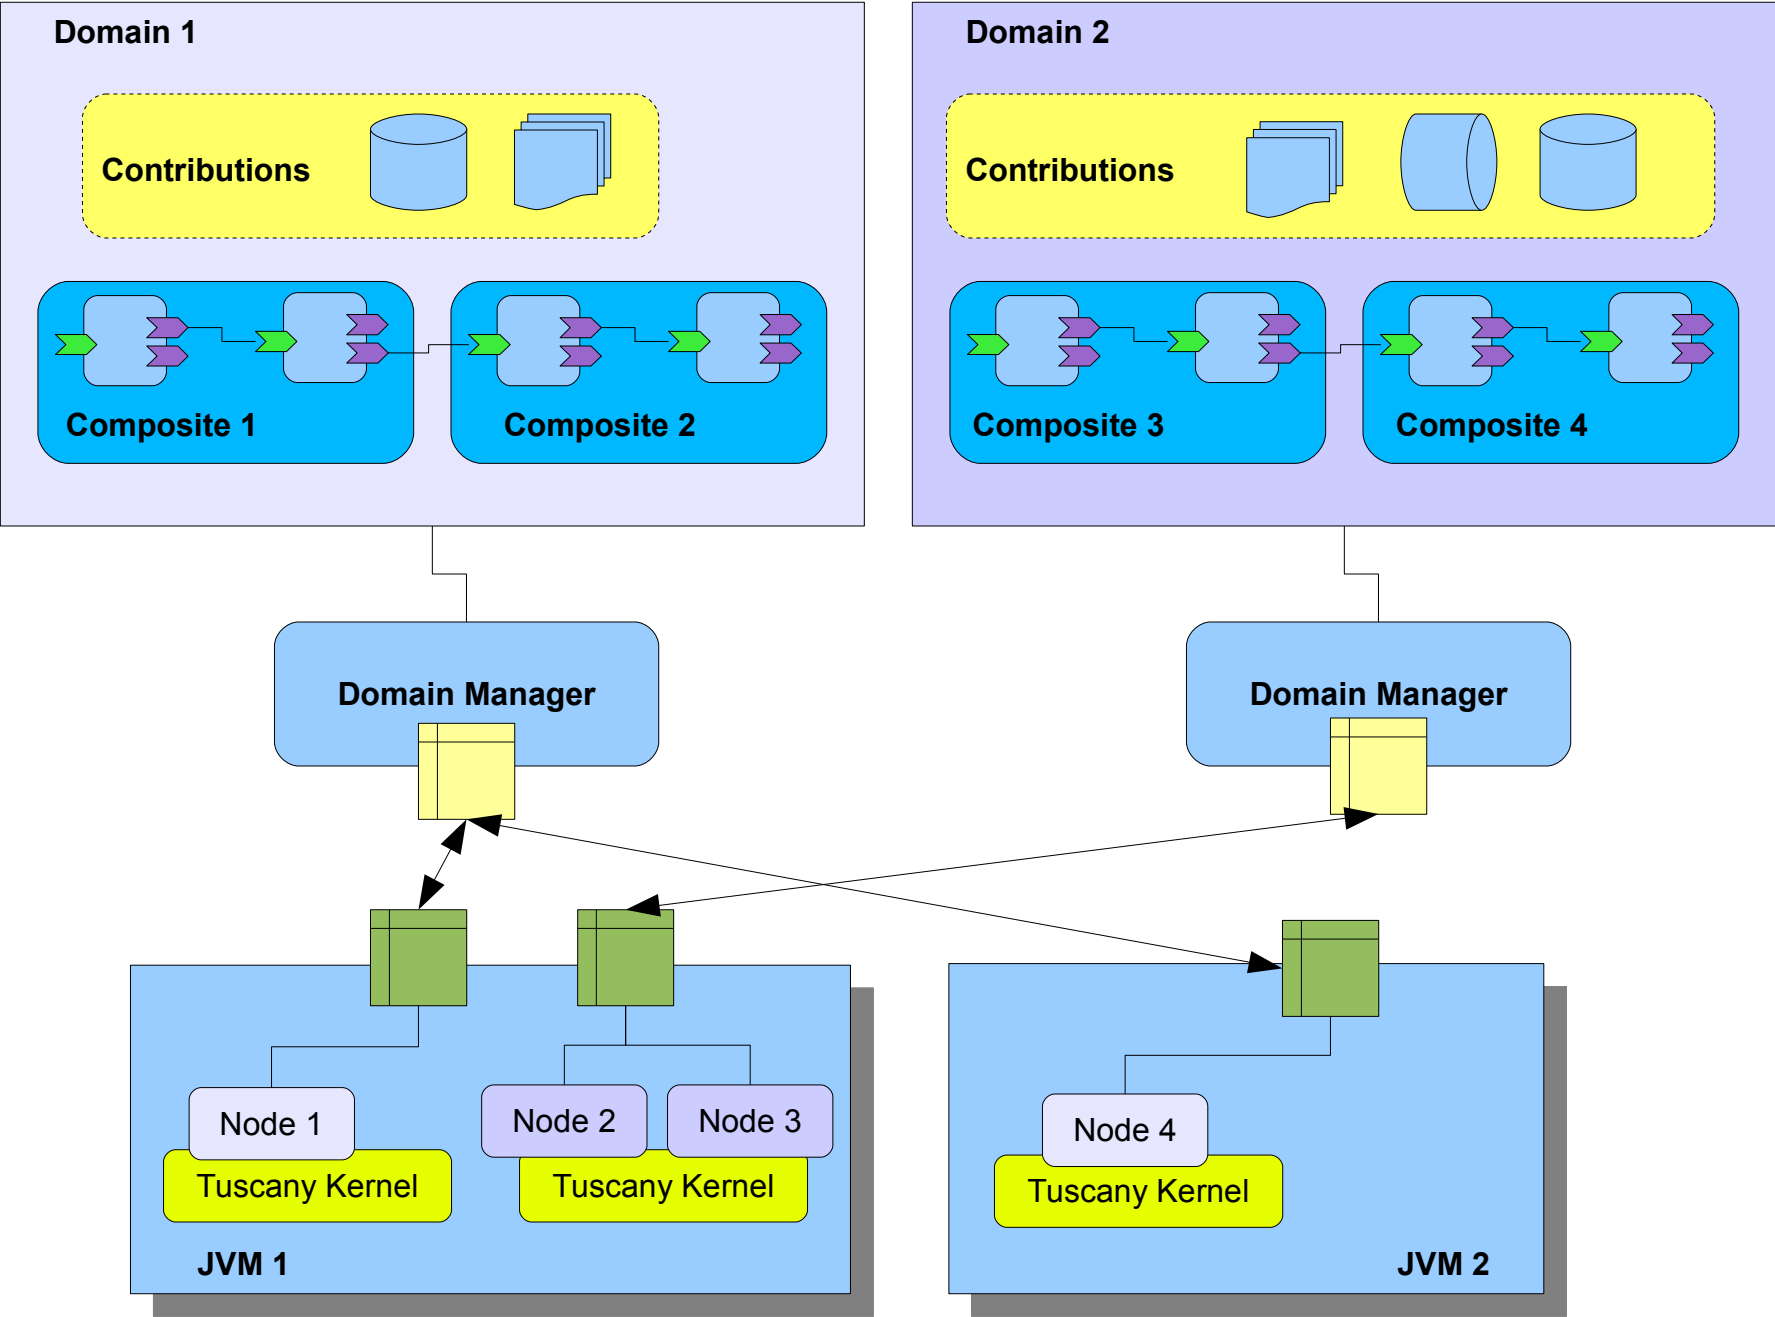 Domain 1
Domain 2
Contributions
Contributions
Composite 1
Composite 2
Composite 3
Composite 4
Domain Manager
Domain Manager
Node 1
Node 2
Node 3
Node 4
Tuscany Kernel
Tuscany Kernel
Tuscany Kernel
JVM 1
JVM 2